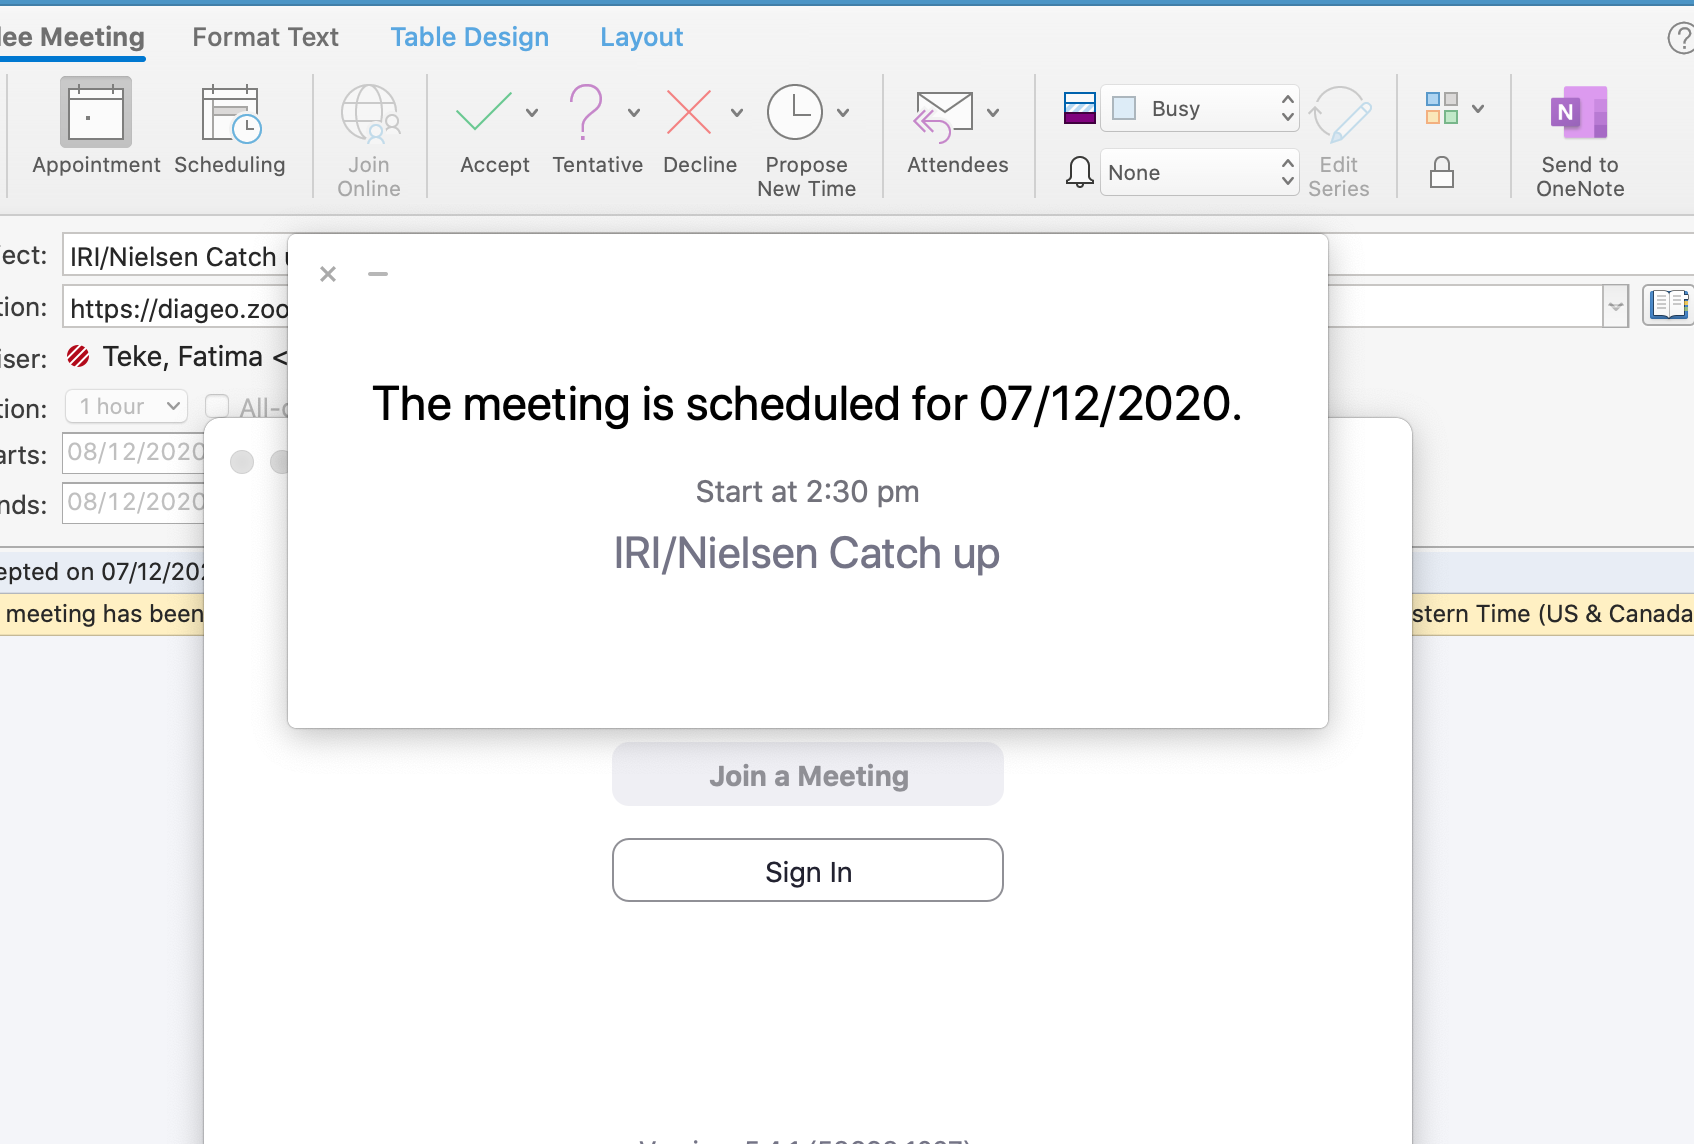 lee Meeting Format Text Table Design Layout
Appointment Scheduling Join Online Accept Tentative Decline Propose New Time Attendees Busy None Edit Series Send to OneNote
N
ect: IRI/Nielsen Catch
tion: https://diageo.zoo
iser: Teke, Fatima <
tion: 1 hour All-
arts: 08/12/2020
nds: 08/12/2020
epted on 07/12/202
meeting has been
stern Time (US & Canada
The meeting is scheduled for 07/12/2020.
Start at 2:30 pm
IRI/Nielsen Catch up
Join a Meeting
Sign In